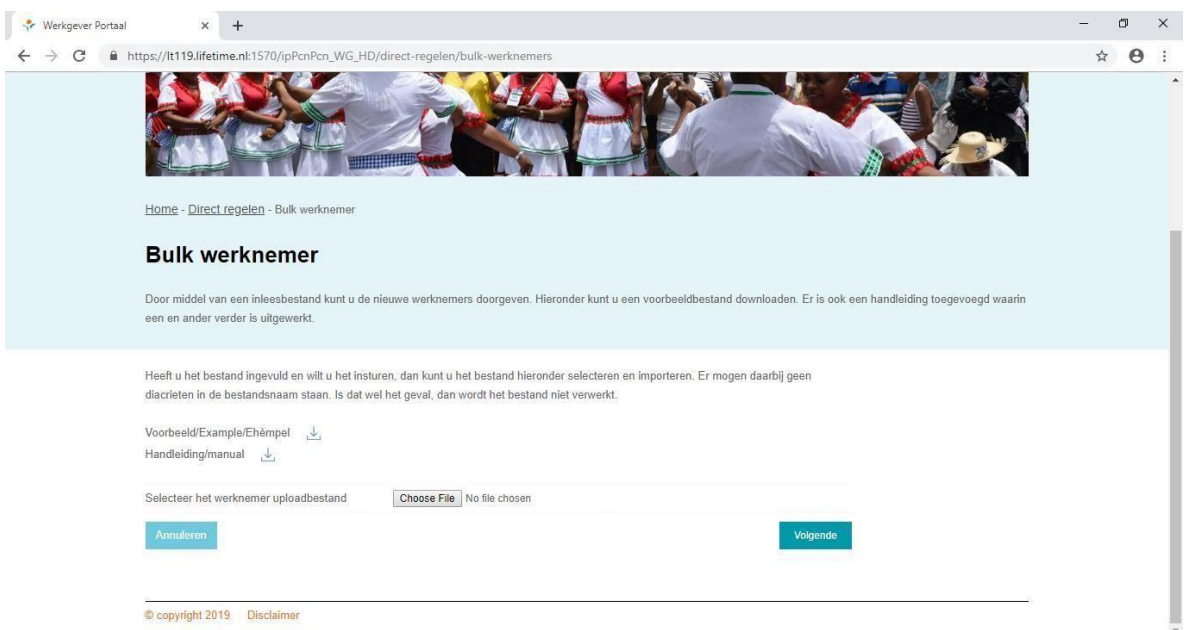 Werkgever Portaal
https://lt119.lifetime.nl:1570/ipPcnPcn_WG_HD/direct-regelen/bulk-werknemers
Home - Direct regelen - Bulk werknemer
Bulk werknemer
Door middel van een inleesbestand kunt u de nieuwe werknemers doorgeven. Hieronder kunt u een voorbeeldbestand downloaden. Er is ook een handleiding toegevoegd waarin
een en ander verder is uitgewerkt.
Heeft u het bestand ingevuld en wilt u het insturen, dan kunt u het bestand hieronder selecteren en importeren. Er mogen daarbij geen
diacrieten in de bestandsnaam staan. Is dat wel het geval, dan wordt het bestand niet verwerkt.
Voorbeeld/Example/Ehèmpel
Handleiding/manual
Selecteer het werknemer uploadbestand Choose File No file chosen
Annuleren Volgende
© copyright 2019 Disclaimer